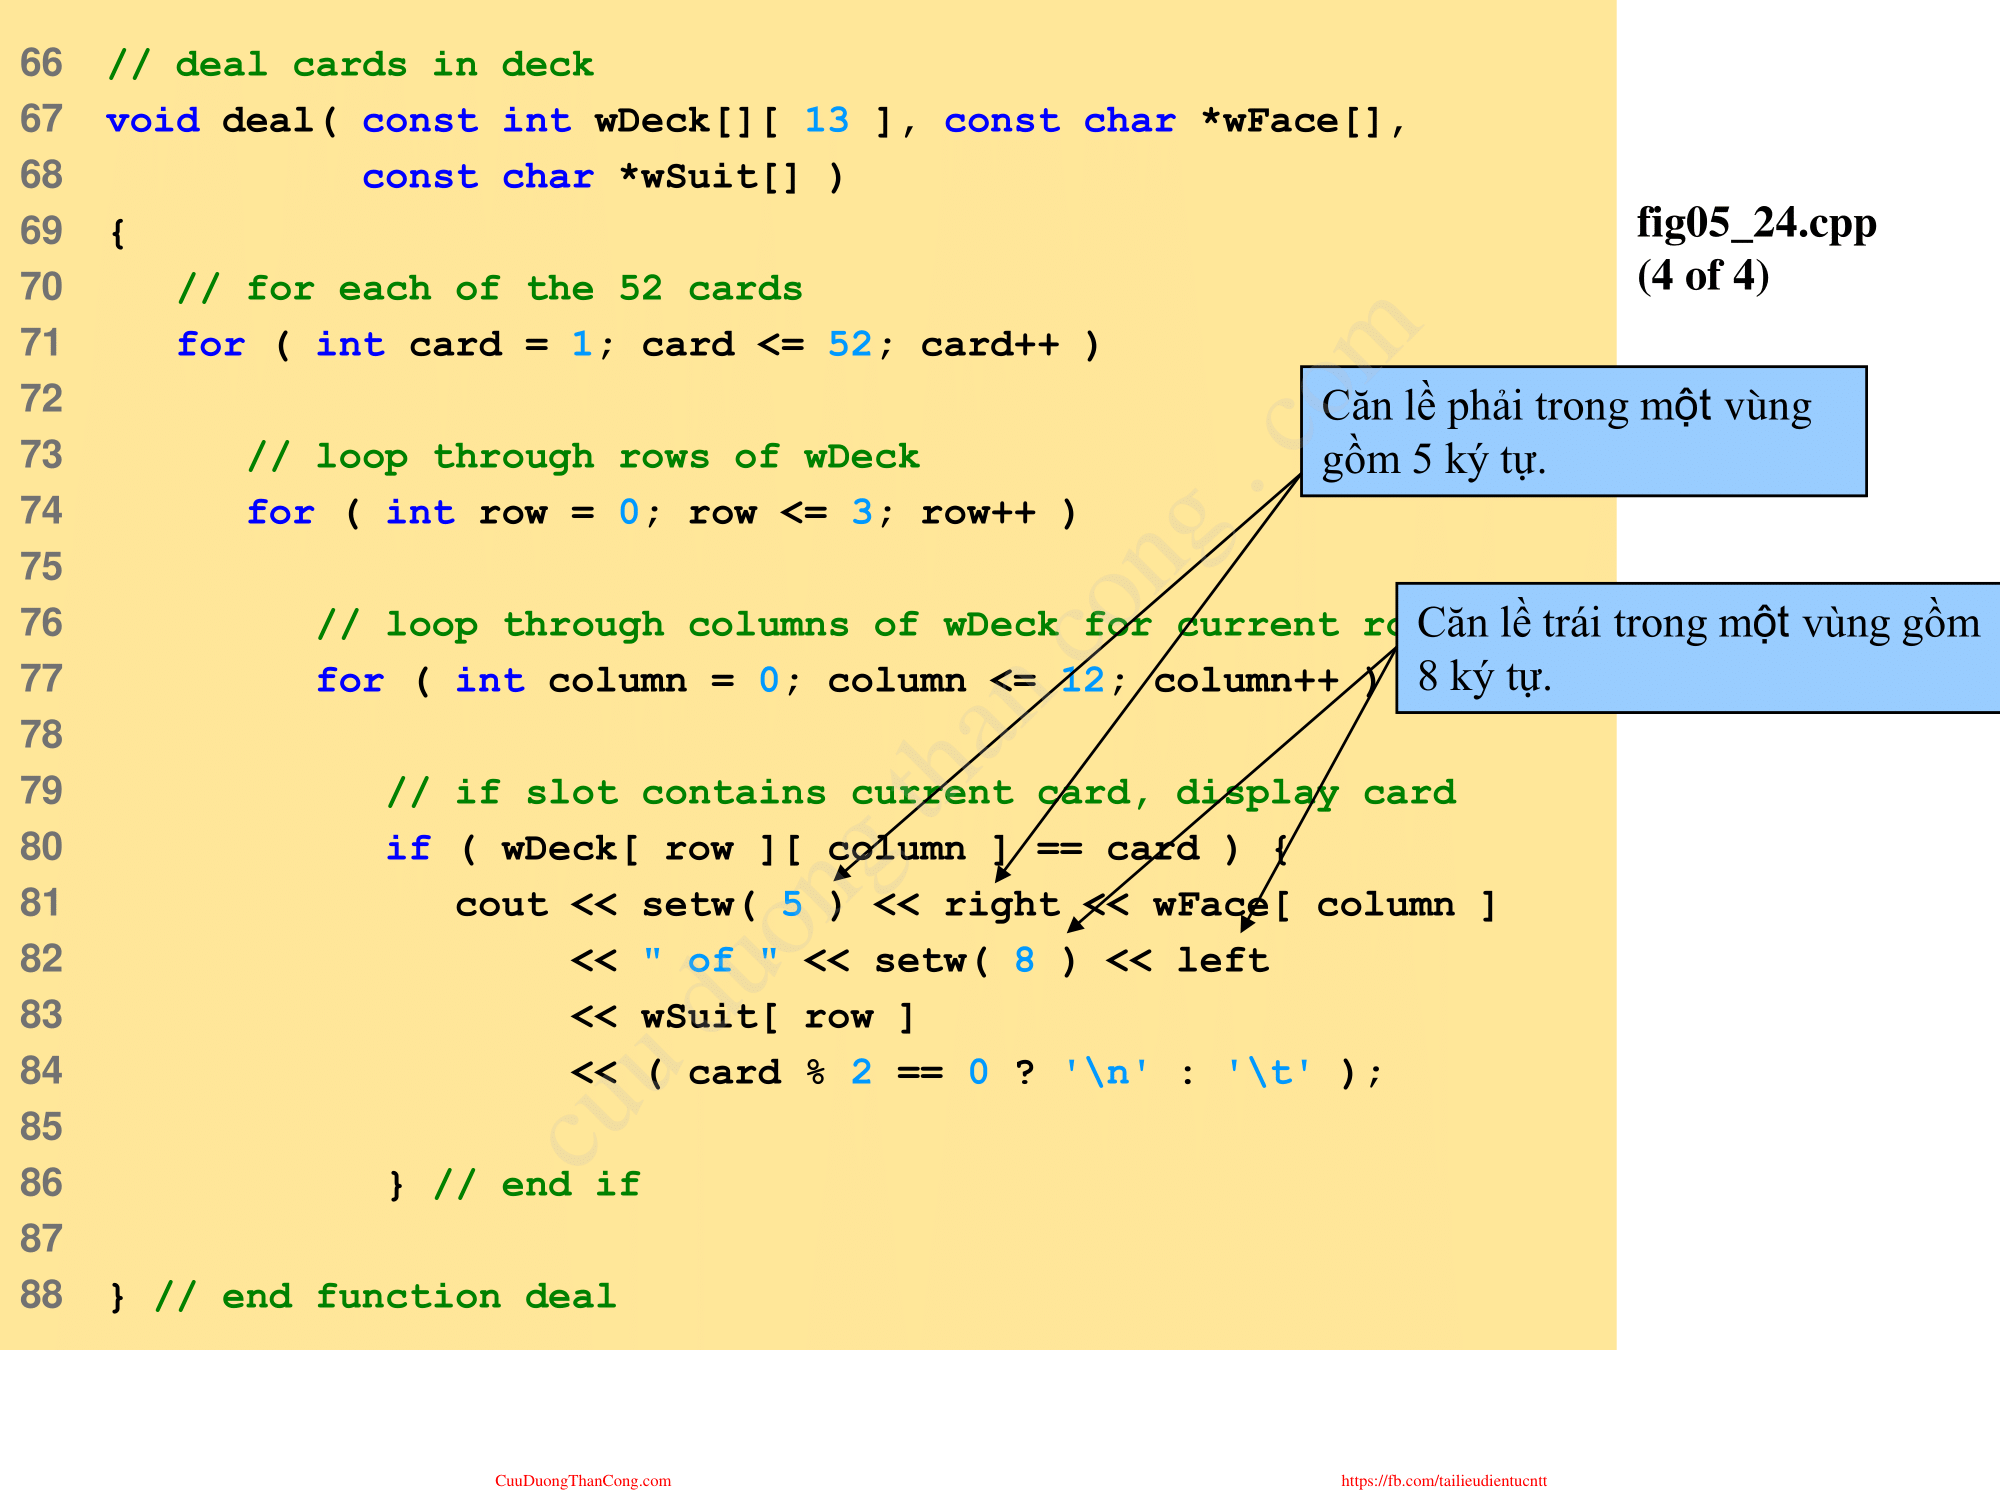 66 // deal cards in deck
67 void deal( const int wDeck[][ 13 ], const char *wFace[],
68 const char *wSuit[] )
69 {
70 // for each of the 52 cards
71 for ( int card = 1; card <= 52; card++ )
72
73 // loop through rows of wDeck
74 for ( int row = 0; row <= 3; row++ )
75
76 // loop through columns of wDeck for current
77 for ( int column = 0; column <= 12; column++ )
78
79 // if slot contains current card, display card
80 if ( wDeck[ row ][ column ] == card ) {
81 cout << setw( 5 ) << right << wFace[ column ]
82 << " of " << setw( 8 ) << left
83 << wSuit[ row ]
84 << ( card % 2 == 0 ? '\n' : '\t' );
85
86 } // end if
87
88 } // end function deal
fig05_24.cpp
(4 of 4)
Căn lề phải trong một vùng
gồm 5 ký tự.
Căn lề trái trong một vùng gồm
8 ký tự.
cuu duong than cong . com
CuuDuongThanCong.com
https://fb.com/tailieudientucntt